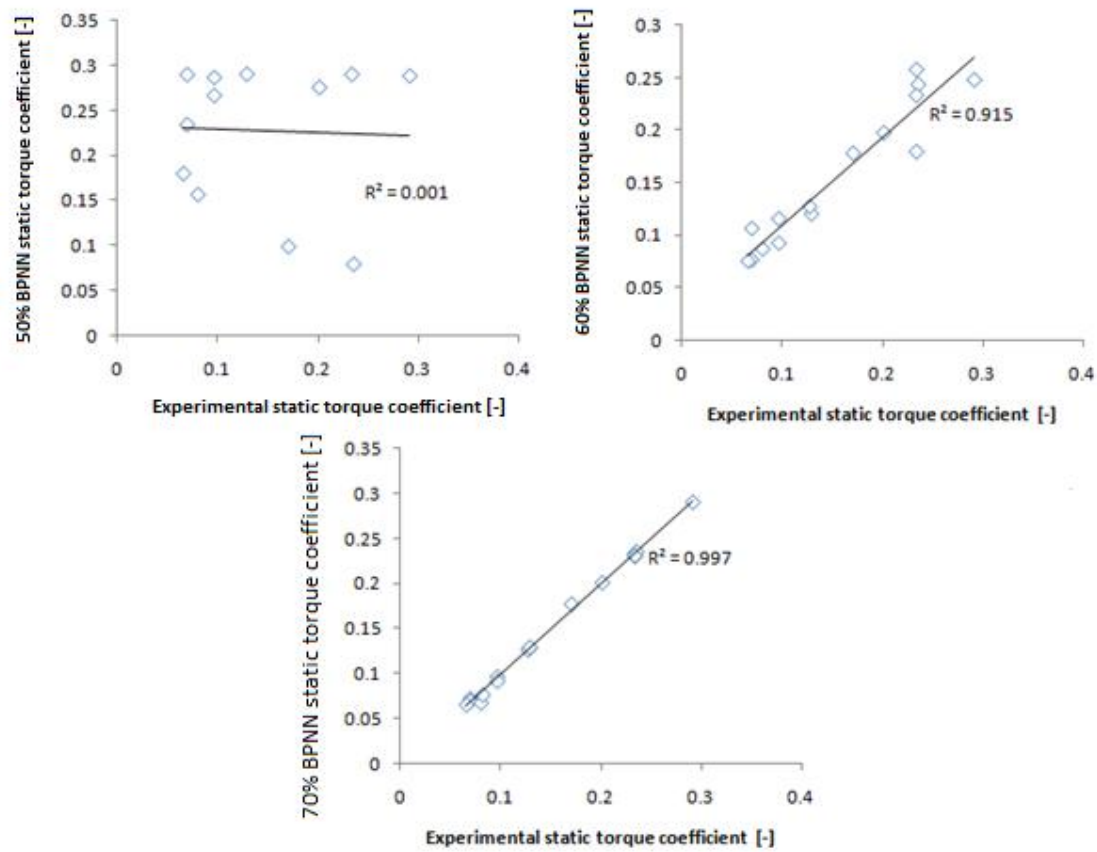 50% BPNN static torque coefficient [-]
0.35
0.3
0.25
0.2
0.15
0.1
0.05
0
R² = 0.001
0 0.1 0.2 0.3 0.4
Experimental static torque coefficient [-]
60% BPNN static torque coefficient [-]
0.3
0.25
0.2
0.15
0.1
0.05
0
R² = 0.915
0 0.1 0.2 0.3 0.4
Experimental static torque coefficient [-]
70% BPNN static torque coefficient [-]
0.35
0.3
0.25
0.2
0.15
0.1
0.05
0
R² = 0.997
0 0.1 0.2 0.3 0.4
Experimental static torque coefficient [-]